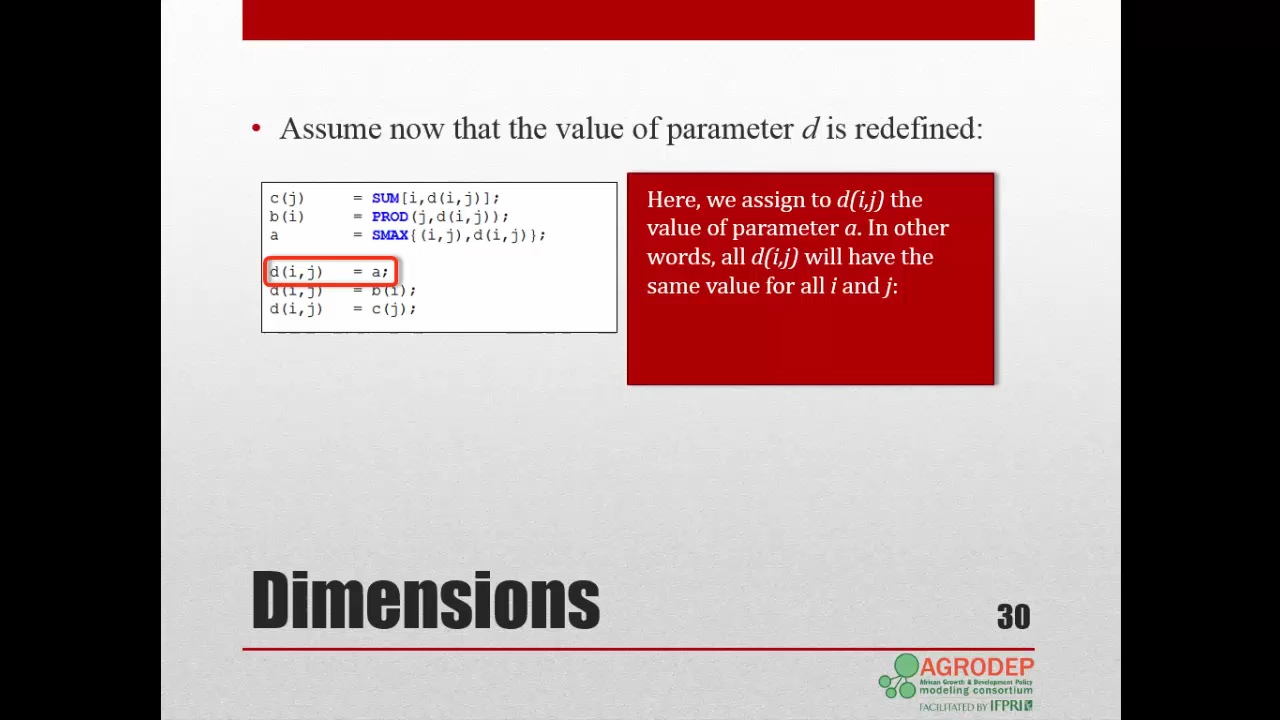 • Assume now that the value of parameter d is redefined:
c(j) = SUM[i,d(i,j)];
b(i) = PROD(j,d(i,j));
a = SMAX{(i,j),d(i,j)};
d(i,j) = a;
d(i,j) = b(i);
d(i,j) = c(j);
Here, we assign to d(i,j) the
value of parameter a. In other
words, all d(i,j) will have the
same value for all i and j:
Dimensions
30
AGRODEP
African Growth & Development Policy
modeling consortium
FACILITATED BY IFPRI